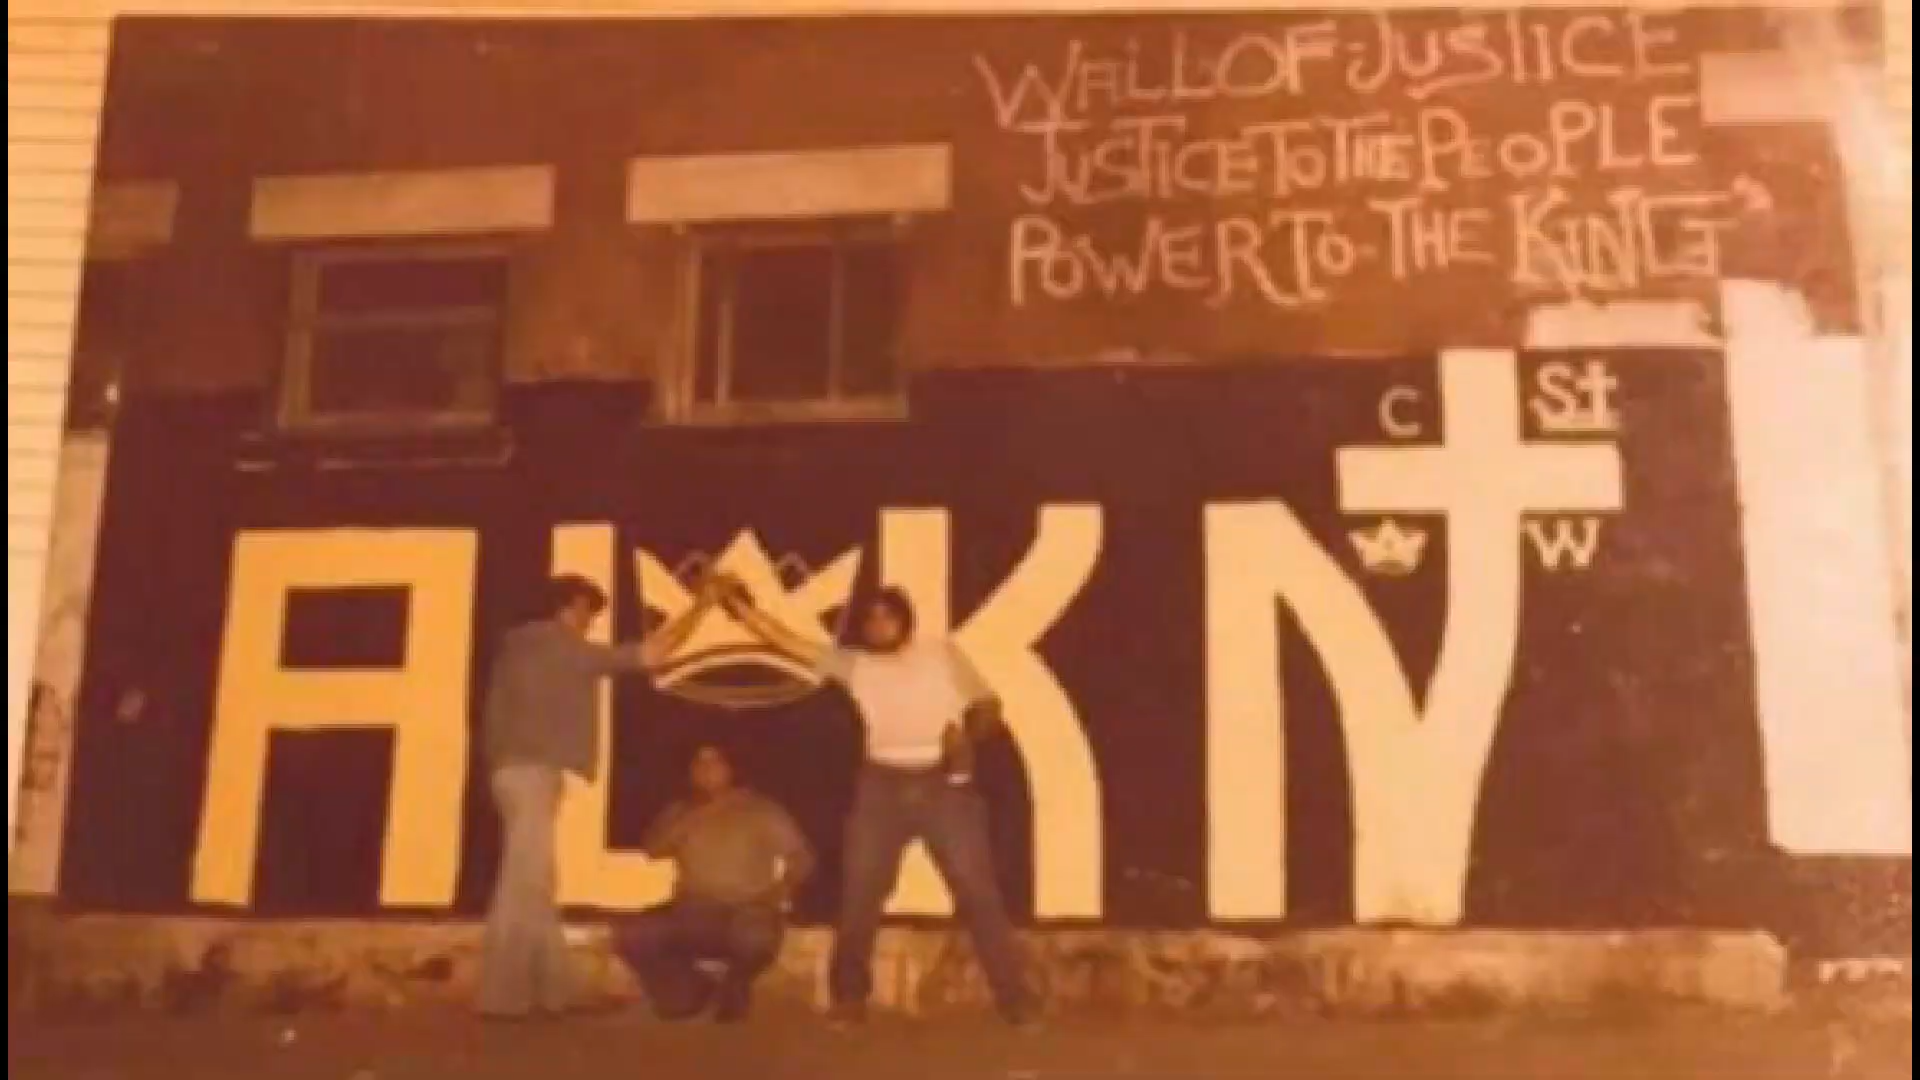 WALL OF JUSTICE
JUSTICE TO THE PEOPLE
POWER TO-THE KING'S
C St
W
ALKN